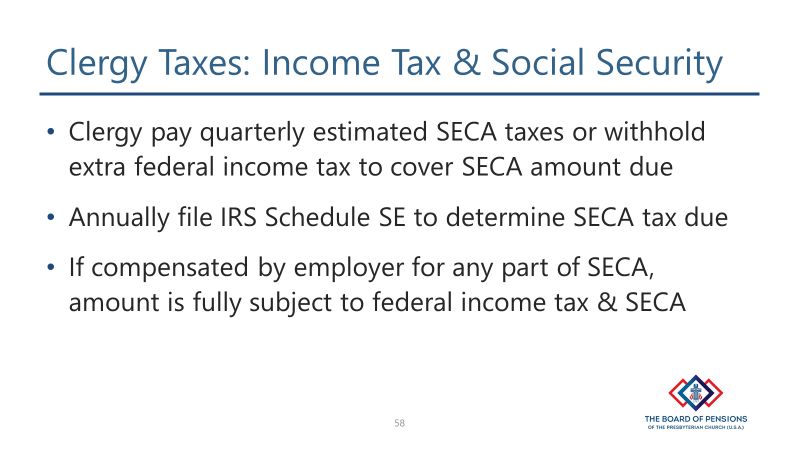 Clergy Taxes: Income Tax & Social Security
• Clergy pay quarterly estimated SECA taxes or withhold
extra federal income tax to cover SECA amount due
• Annually file IRS Schedule SE to determine SECA tax due
• If compensated by employer for any part of SECA,
amount is fully subject to federal income tax & SECA
58
THE BOARD OF PENSIONS
OF THE PRESBYTERIAN CHURCH (U.S.A.)